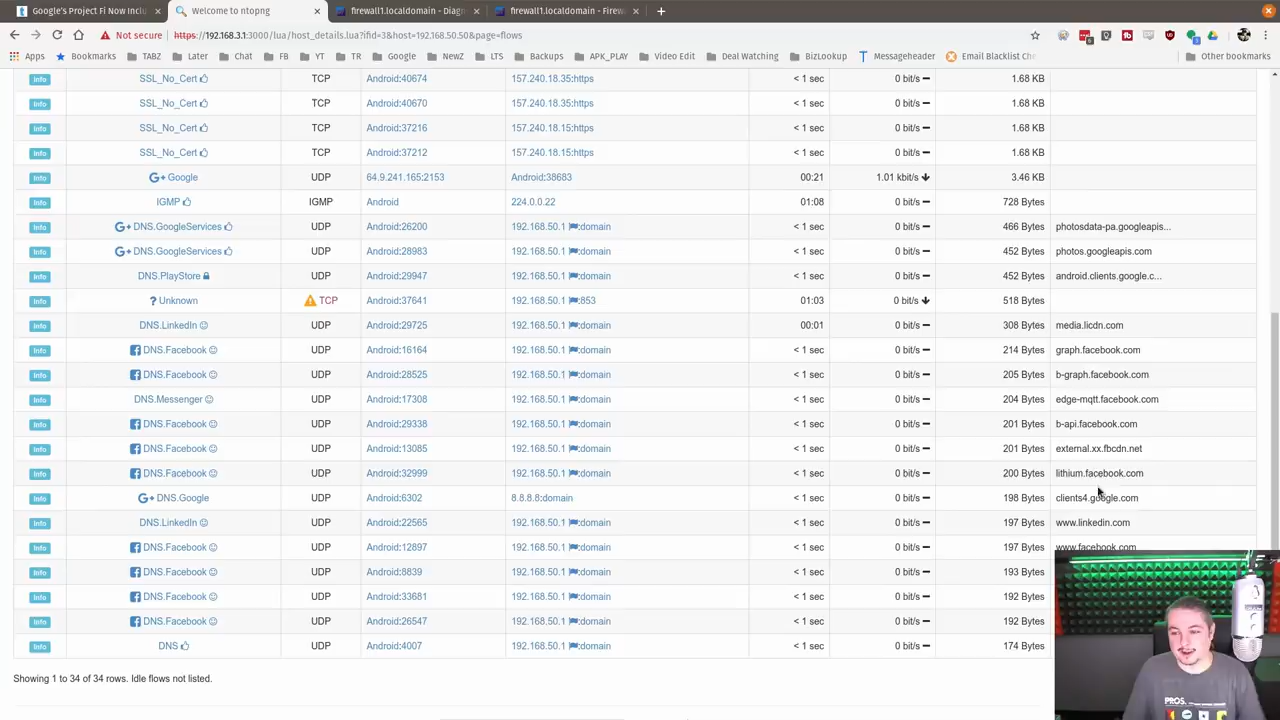 Google's Project Fi Now Inclu
Welcome to ntopng
firewall1.localdomain - Diagn
firewall1.localdomain - Firew
Not secure
https://192.168.3.1:3000/lua/host_details.lua?ifid=3&host=192.168.50.50&page=flows
Apps Bookmarks TABZ Later Chat FB YT TR Google NewZ LTS Backups APK_PLAY Video Edit Deal Watching BizLookup Messageheader Email Blacklist Che Other bookmarks
Info SSL_No_Cert TCP Android:40674 157.240.18.35:https < 1 sec 0 bit/s 1.68 KB
Info SSL_No_Cert TCP Android:40670 157.240.18.35:https < 1 sec 0 bit/s 1.68 KB
Info SSL_No_Cert TCP Android:37216 157.240.18.15:https < 1 sec 0 bit/s 1.68 KB
Info SSL_No_Cert TCP Android:37212 157.240.18.15:https < 1 sec 0 bit/s 1.68 KB
Info Google UDP 64.9.241.165:2153 Android:38683 00:21 1.01 kbit/s 3.46 KB
Info IGMP IGMP Android 224.0.0.22 01:08 0 bit/s 728 Bytes
Info DNS.GoogleServices UDP Android:26200 192.168.50.1 :domain < 1 sec 0 bit/s 466 Bytes photosdata-pa.googleapis...
Info DNS.GoogleServices UDP Android:28983 192.168.50.1 :domain < 1 sec 0 bit/s 452 Bytes photos.googleapis.com
Info DNS.PlayStore UDP Android:29947 192.168.50.1 :domain < 1 sec 0 bit/s 452 Bytes android.clients.google.c...
Info ? Unknown TCP Android:37641 192.168.50.1 :853 01:03 0 bit/s 518 Bytes
Info DNS.LinkedIn UDP Android:29725 192.168.50.1 :domain 00:01 0 bit/s 308 Bytes media.licdn.com
Info DNS.Facebook UDP Android:16164 192.168.50.1 :domain < 1 sec 0 bit/s 214 Bytes graph.facebook.com
Info DNS.Facebook UDP Android:28525 192.168.50.1 :domain < 1 sec 0 bit/s 205 Bytes b-graph.facebook.com
Info DNS.Messenger UDP Android:17308 192.168.50.1 :domain < 1 sec 0 bit/s 204 Bytes edge-mqtt.facebook.com
Info DNS.Facebook UDP Android:29338 192.168.50.1 :domain < 1 sec 0 bit/s 201 Bytes b-api.facebook.com
Info DNS.Facebook UDP Android:13085 192.168.50.1 :domain < 1 sec 0 bit/s 201 Bytes external.xx.fbcdn.net
Info DNS.Facebook UDP Android:32999 192.168.50.1 :domain < 1 sec 0 bit/s 200 Bytes lithium.facebook.com
Info DNS.Google UDP Android:6302 8.8.8.8:domain < 1 sec 0 bit/s 198 Bytes clients4.google.com
Info DNS.LinkedIn UDP Android:22565 192.168.50.1 :domain < 1 sec 0 bit/s 197 Bytes www.linkedin.com
Info DNS.Facebook UDP Android:12897 192.168.50.1 :domain < 1 sec 0 bit/s 197 Bytes www.facebook.com
Info DNS.Facebook UDP Android:8839 192.168.50.1 :domain < 1 sec 0 bit/s 193 Bytes
Info DNS.Facebook UDP Android:33681 192.168.50.1 :domain < 1 sec 0 bit/s 192 Bytes
Info DNS.Facebook UDP Android:26547 192.168.50.1 :domain < 1 sec 0 bit/s 192 Bytes
Info DNS UDP Android:4007 192.168.50.1 :domain < 1 sec 0 bit/s 174 Bytes
Showing 1 to 34 of 34 rows. Idle flows not listed.
PROS.